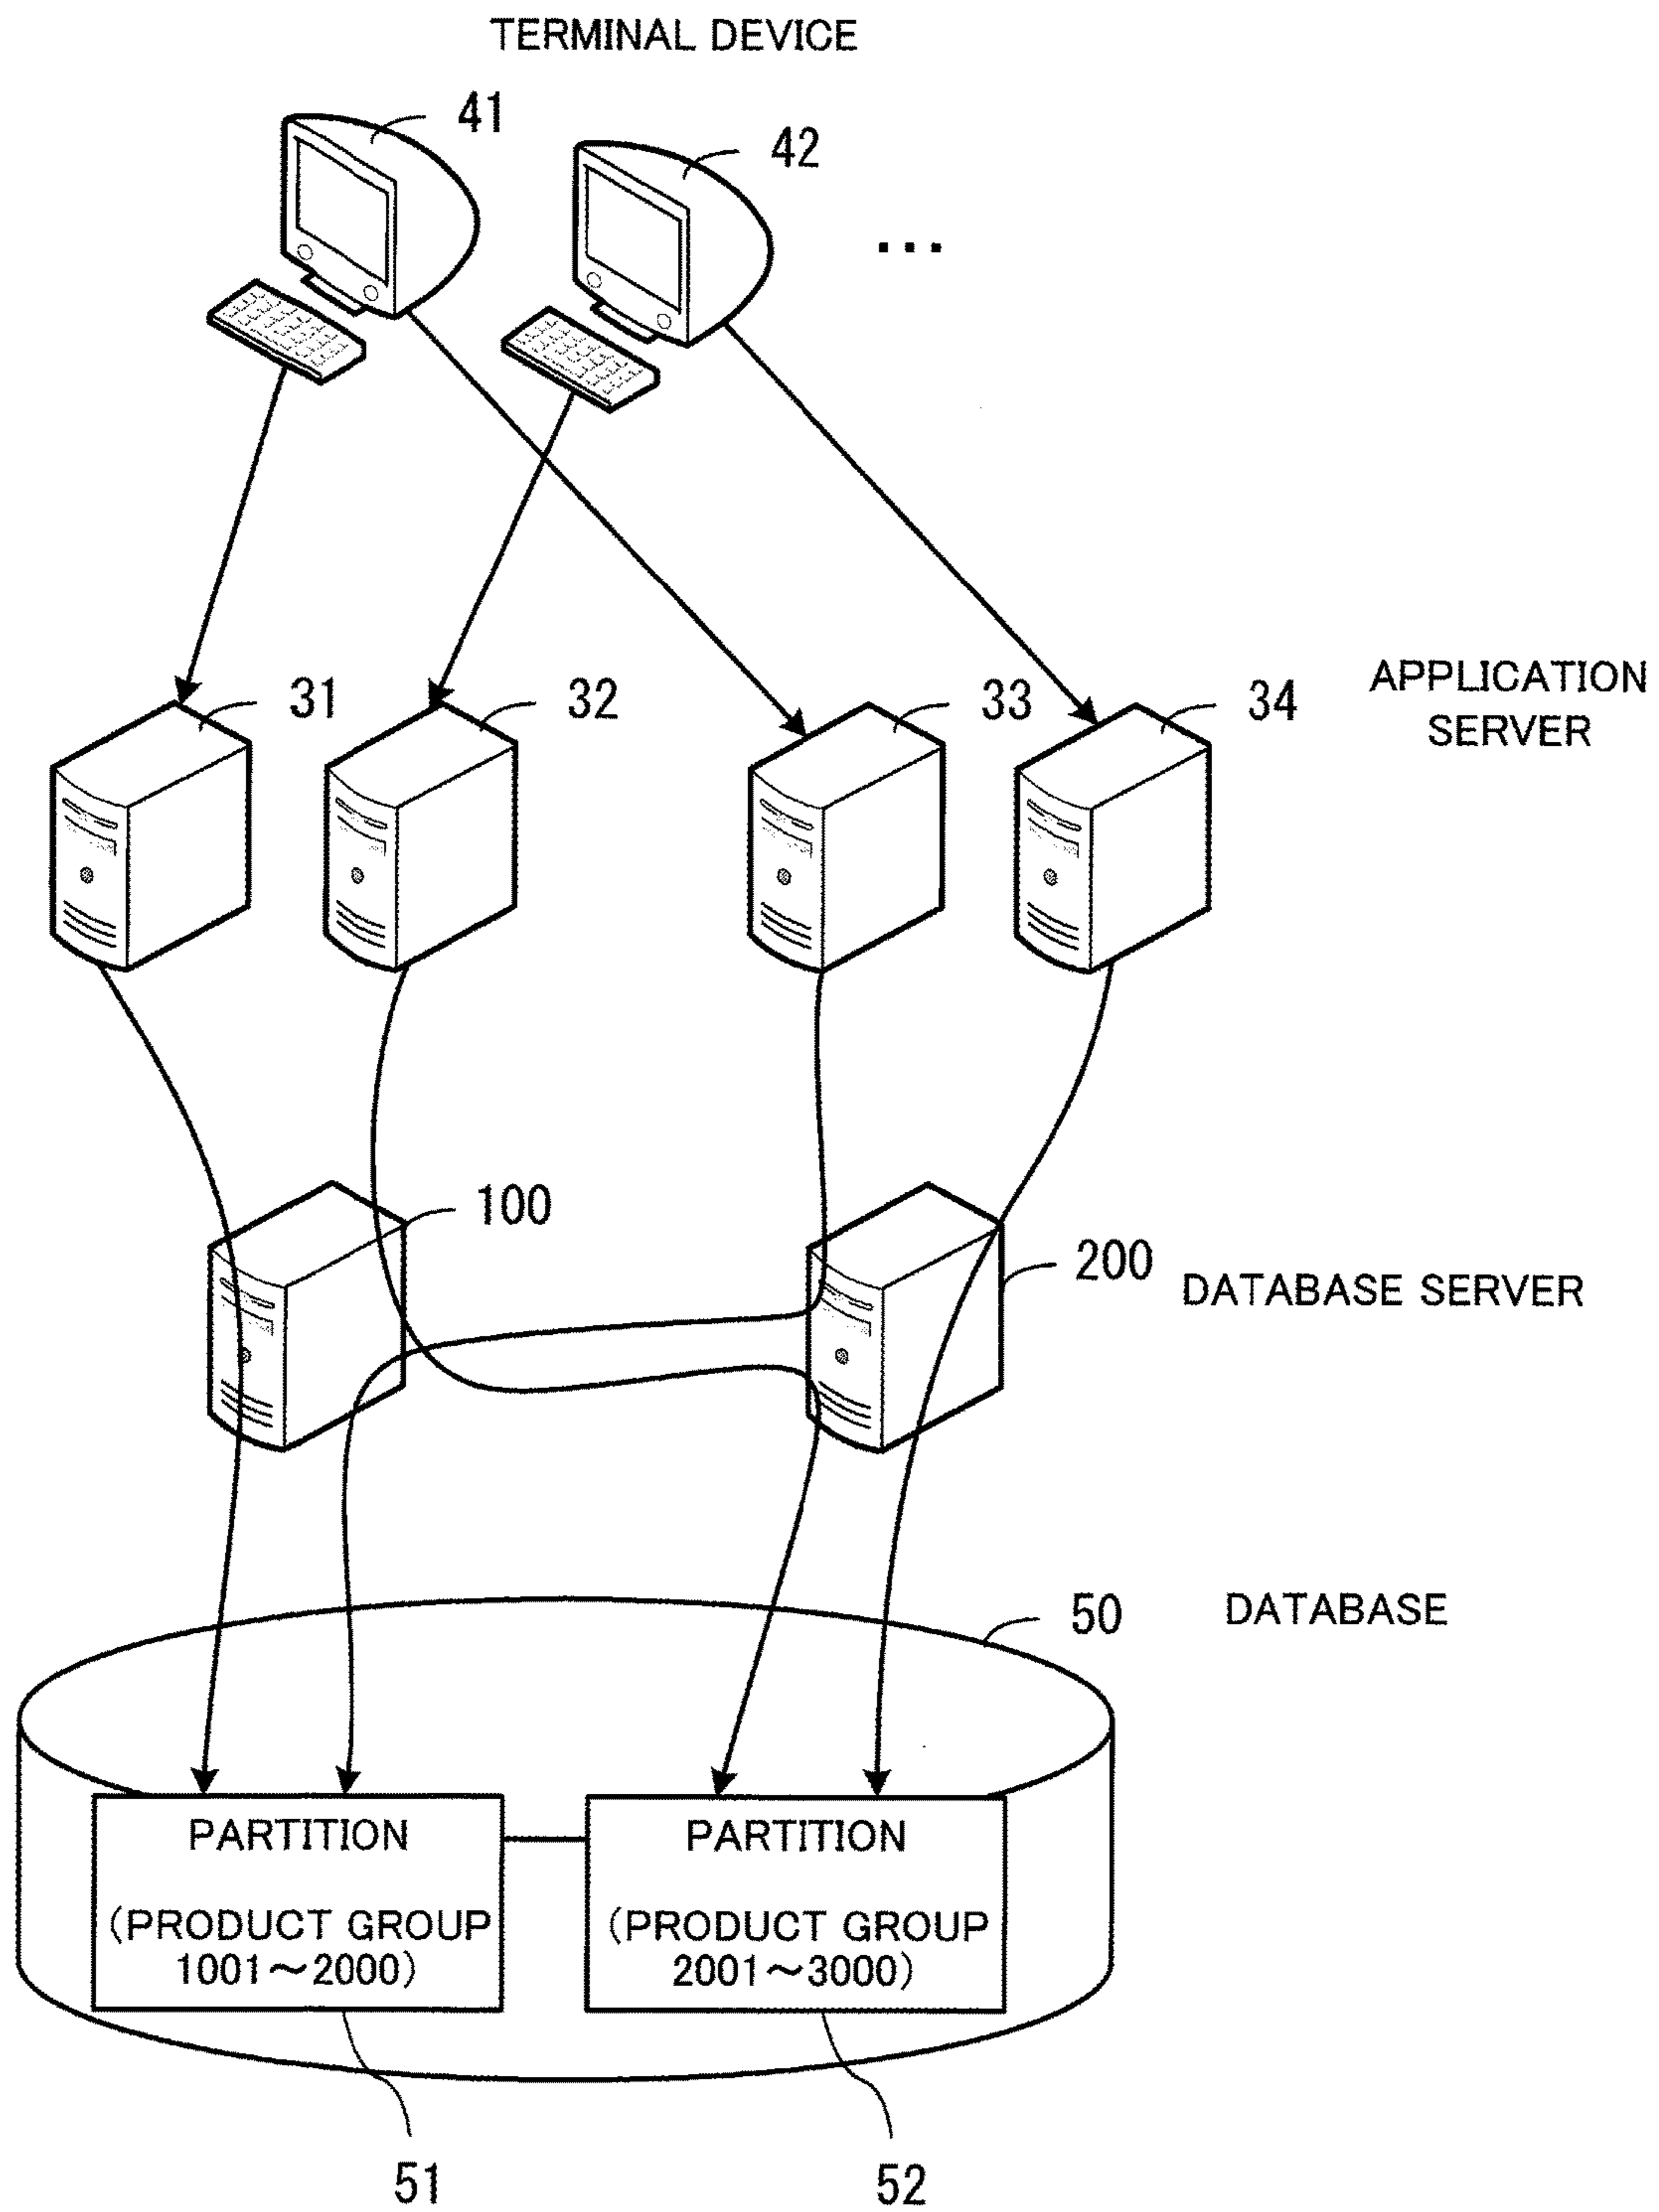 TERMINAL DEVICE
41
42
...
31
32
33
34
APPLICATION
SERVER
100
200
DATABASE SERVER
50
DATABASE
PARTITION
(PRODUCT GROUP
1001～2000)
PARTITION
(PRODUCT GROUP
2001～3000)
51
52